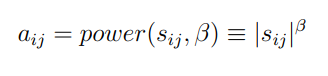 a_{ij} = power(s_{ij}, β) ≡ |s_{ij}|^β